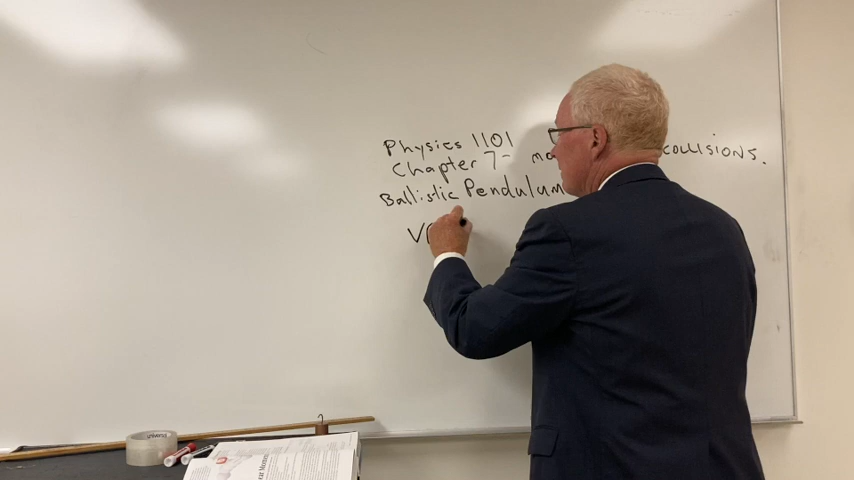 Physics 1101
Chapter 7- collisions.
Ballistic Pendulum